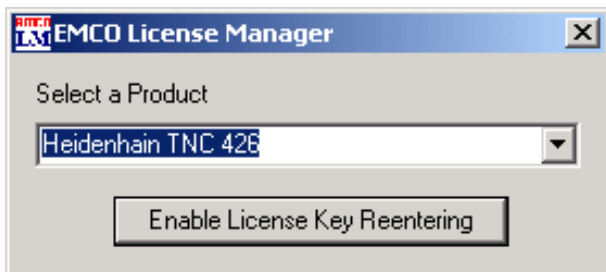 EMCO License Manager
Select a Product
Heidenhain TNC 426
Enable License Key Reentering